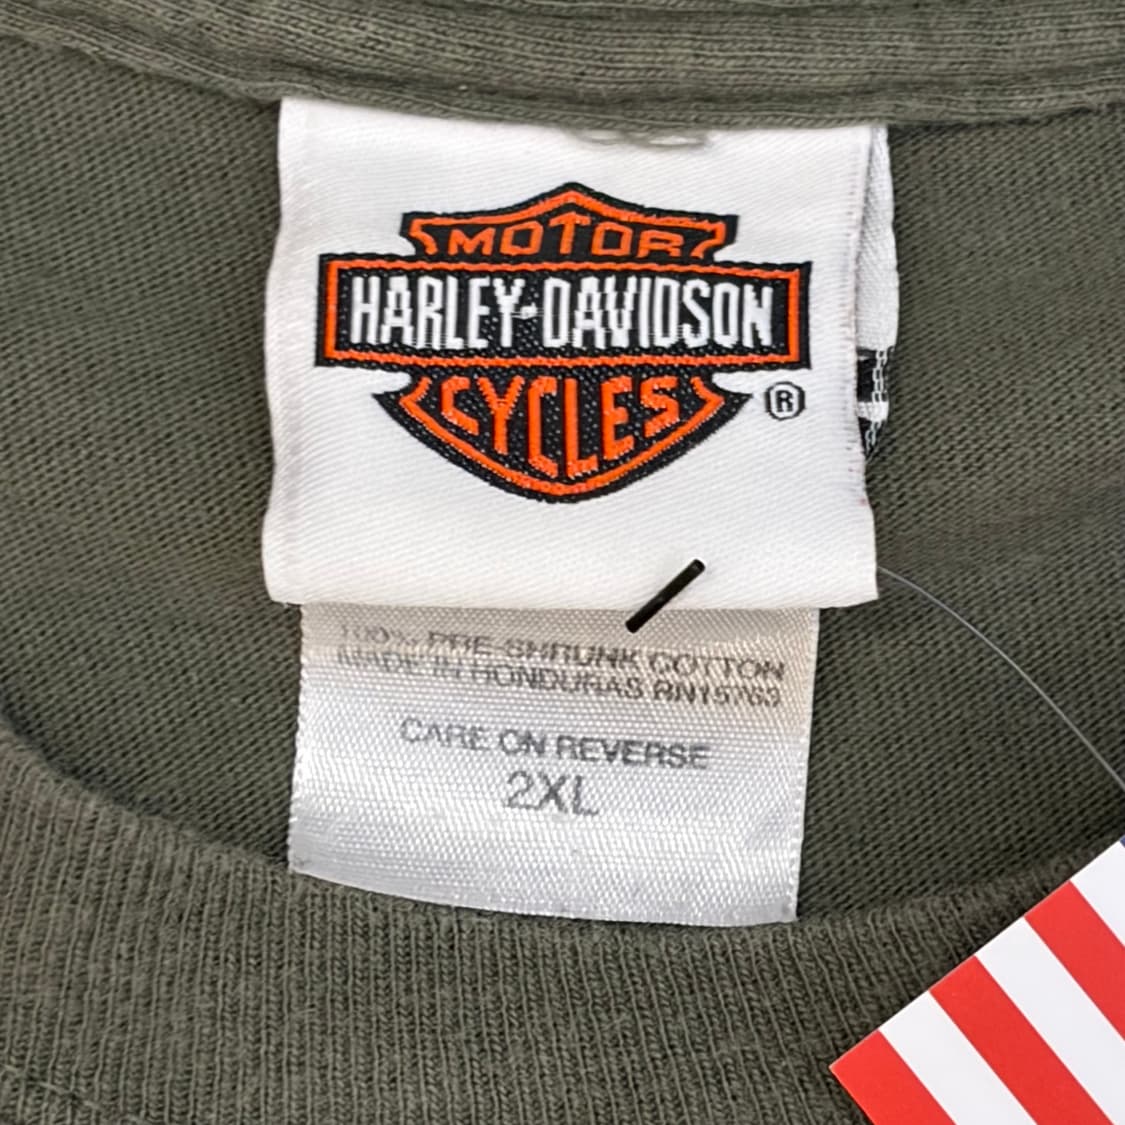 MOTOR
HARLEY-DAVIDSON
CYCLES
®
100% PRE-SHRUNK COTTON
MADE IN HONDURAS RN15763
CARE ON REVERSE
2XL